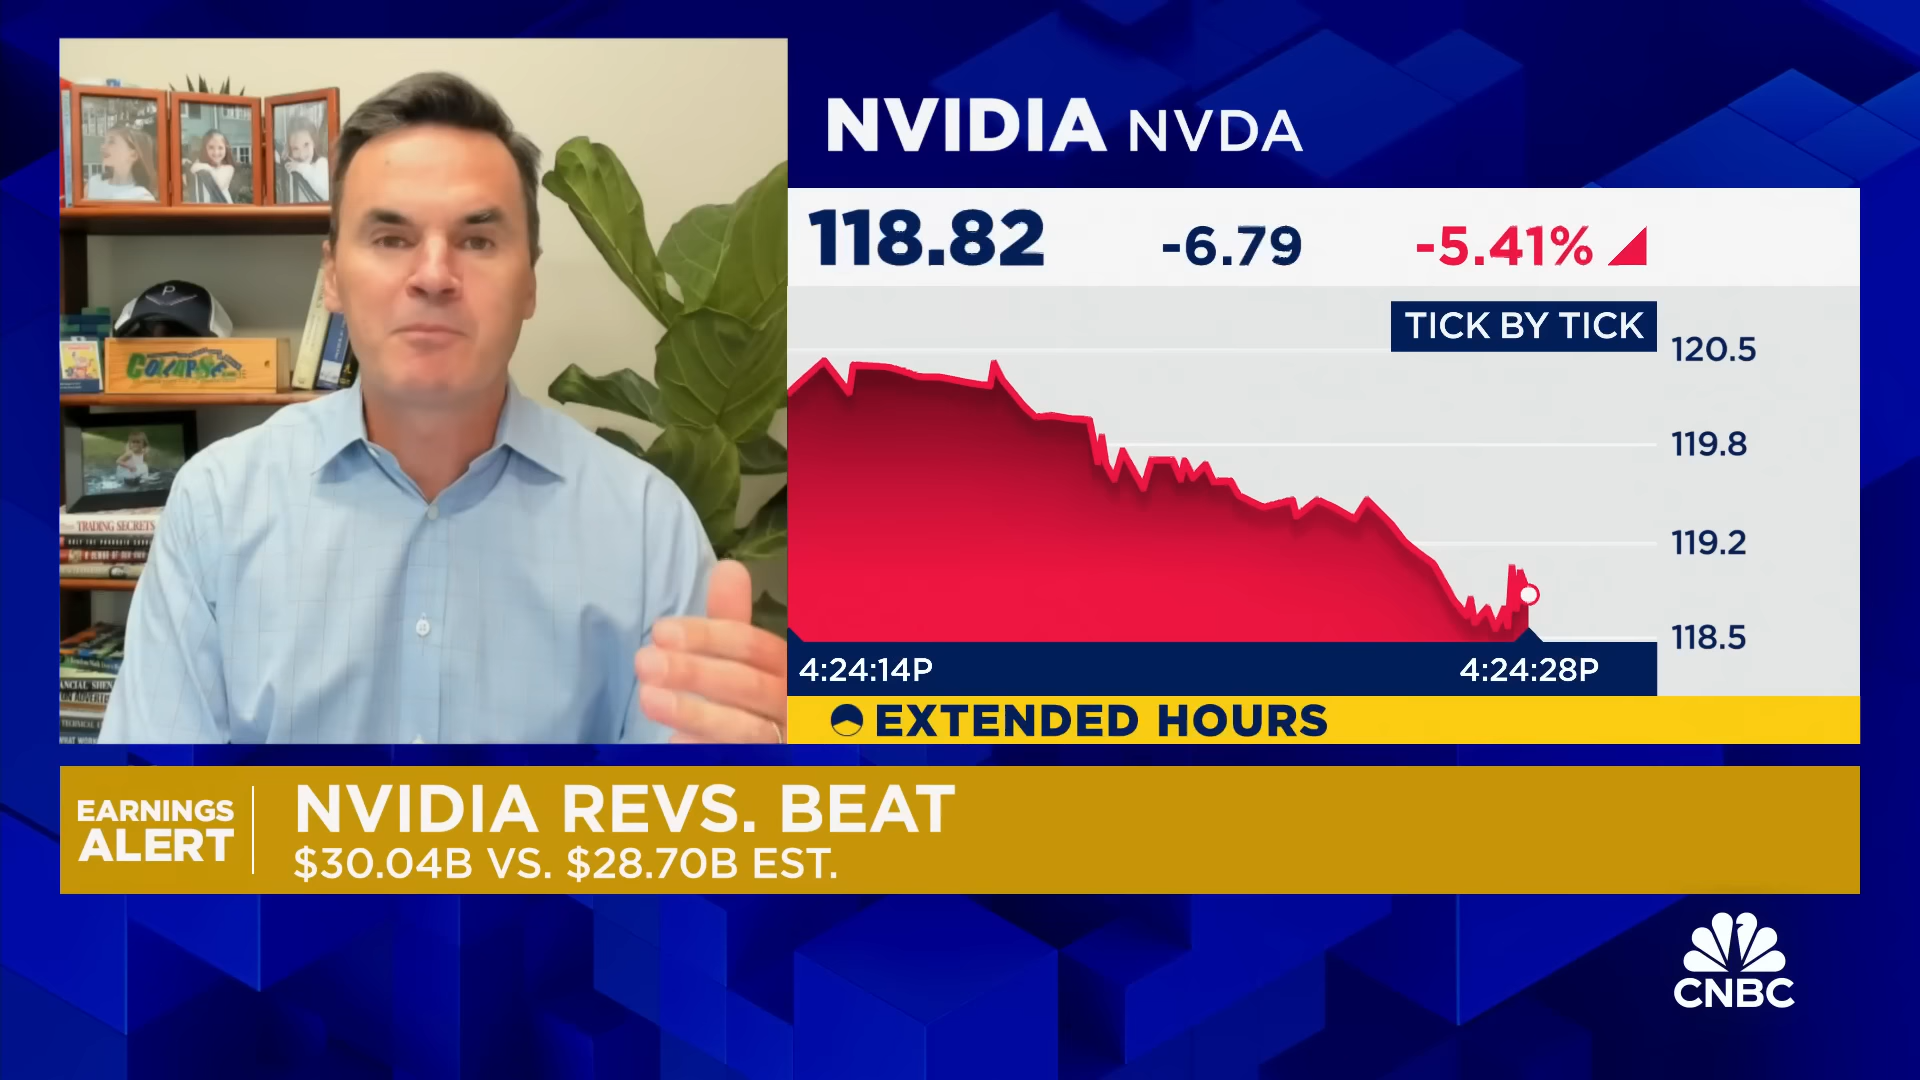 NVIDIA NVDA
118.82 -6.79 -5.41%
TICK BY TICK
120.5
119.8
119.2
118.5
4:24:14P 4:24:28P
EXTENDED HOURS
P
COLLAPSE
TRADING SECRETS
EARNINGS
ALERT
NVIDIA REVS. BEAT
$30.04B VS. $28.70B EST.
CNBC